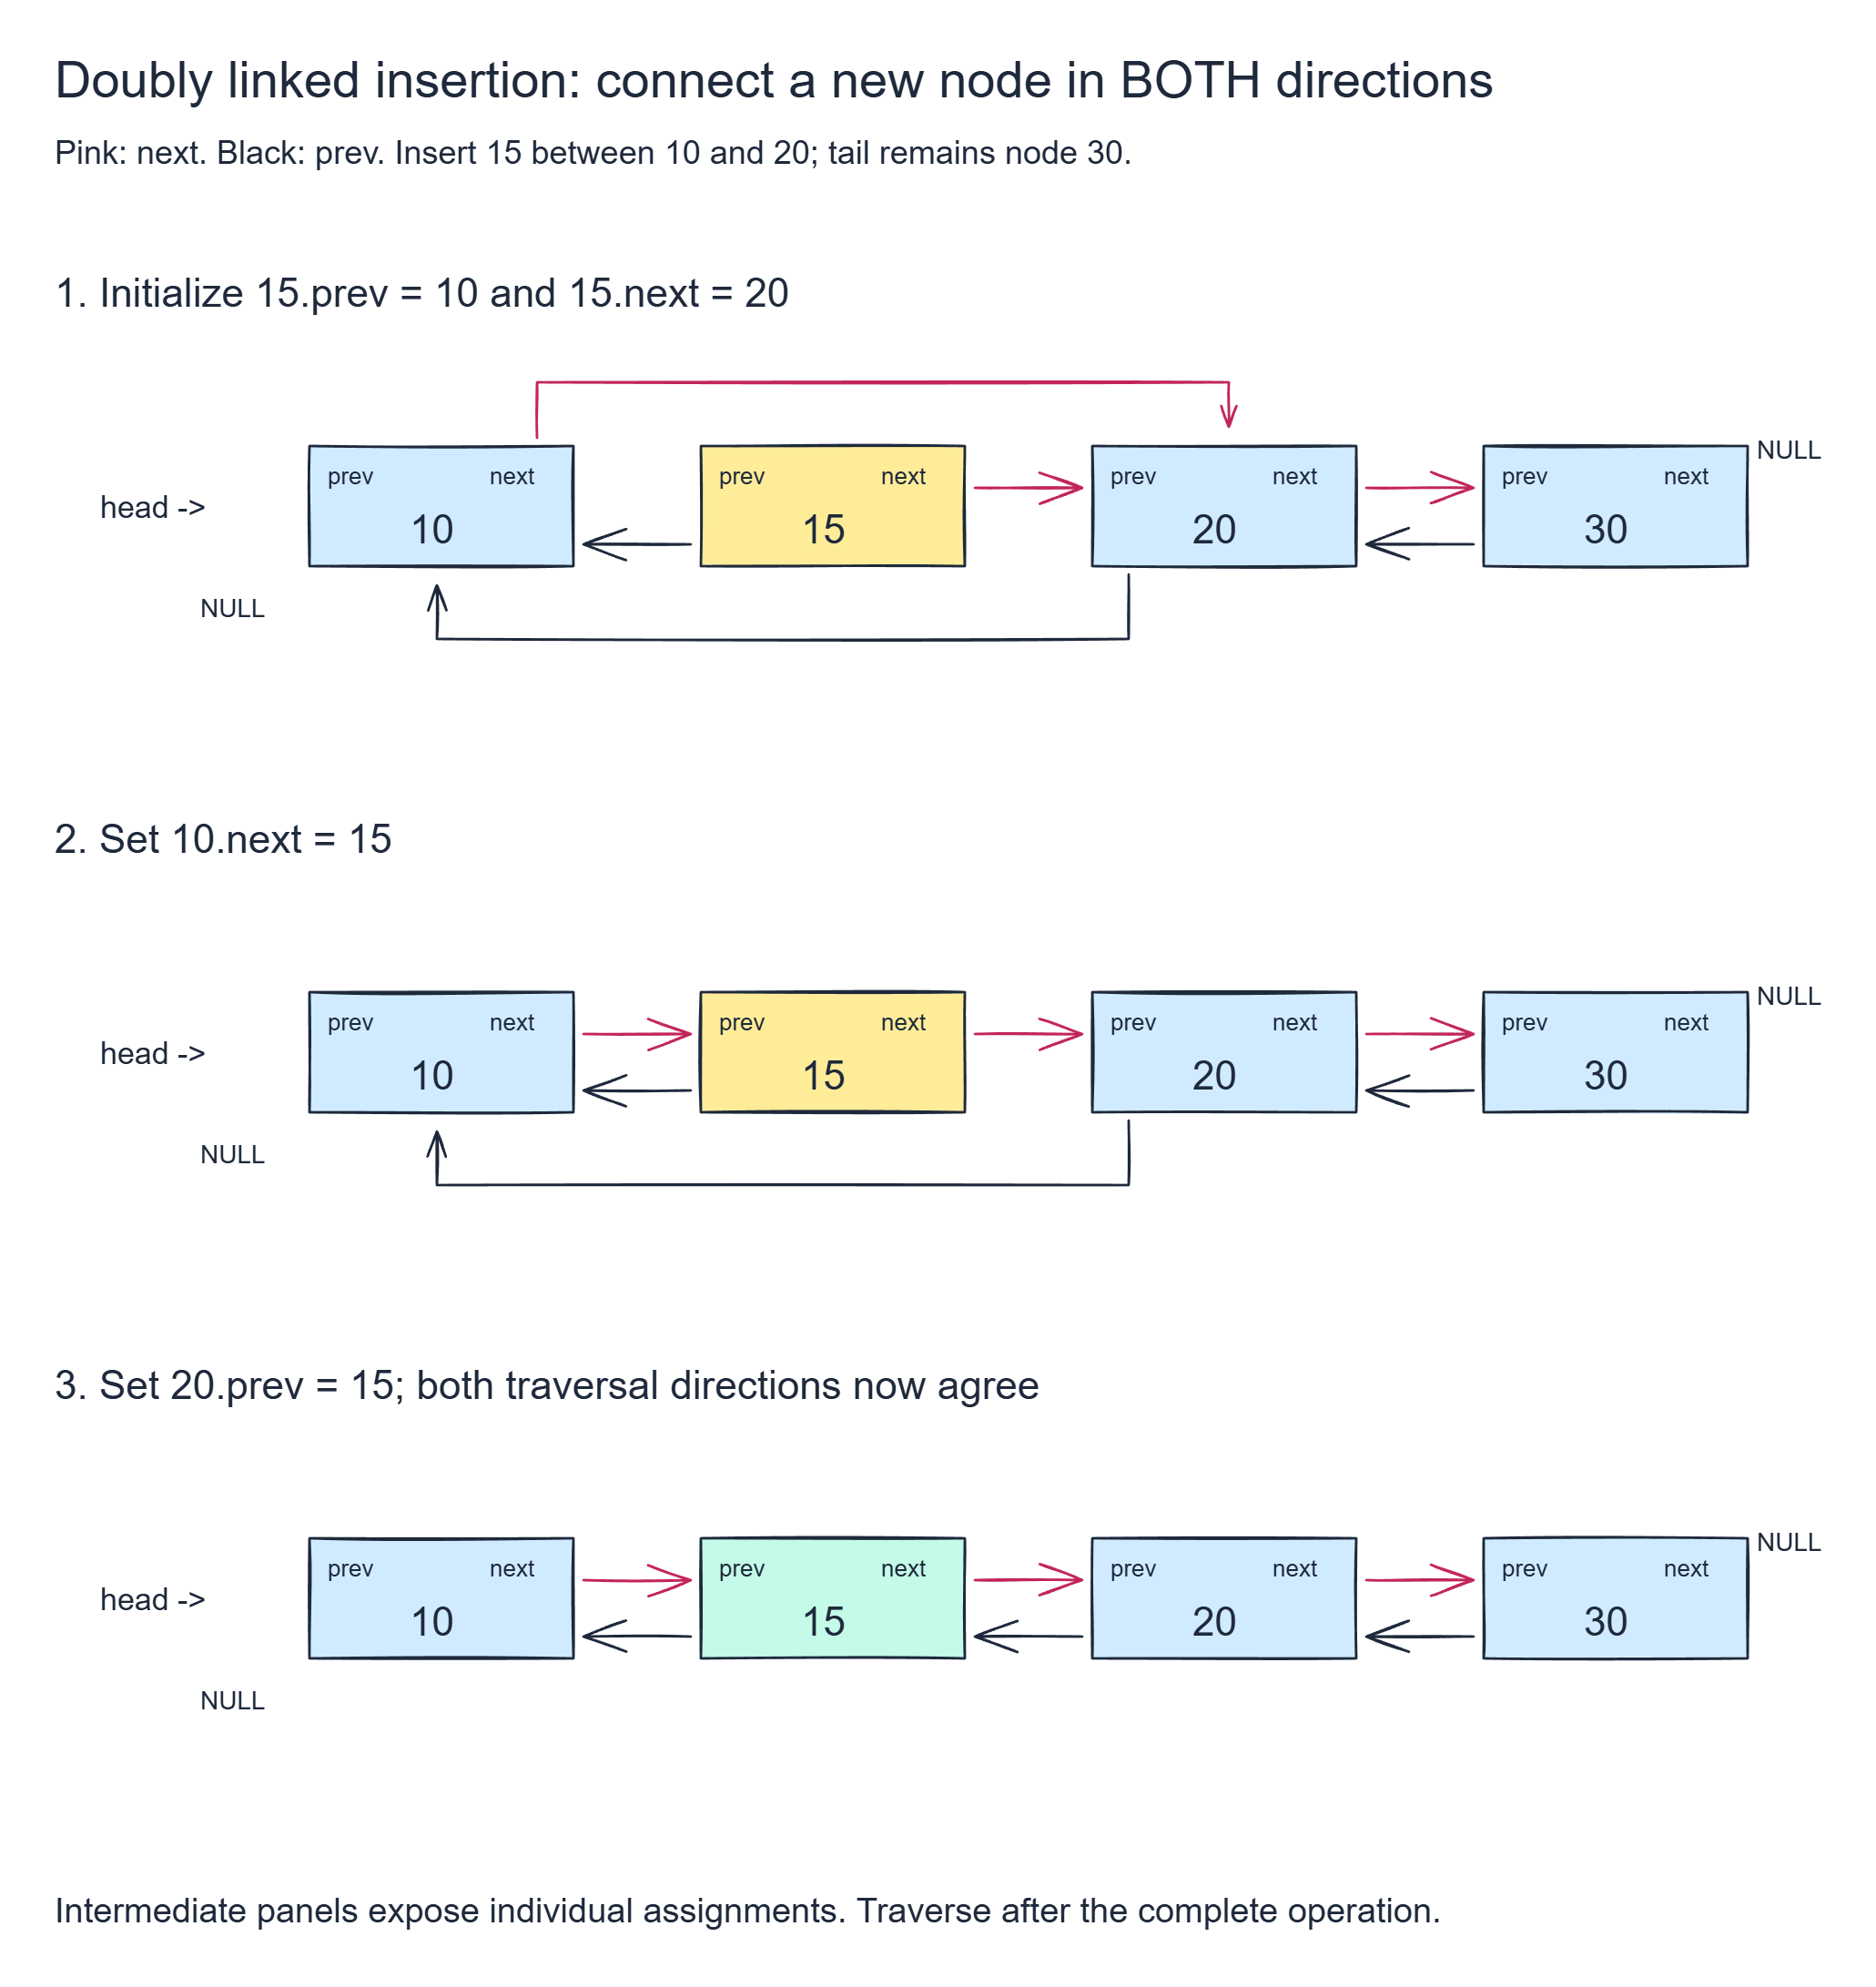 Doubly linked insertion: connect a new node in BOTH directions
Pink: next. Black: prev. Insert 15 between 10 and 20; tail remains node 30.
1. Initialize 15.prev = 10 and 15.next = 20
NULL
prev next prev next prev next prev next
head ->
10 15 20 30
NULL
2. Set 10.next = 15
NULL
prev next prev next prev next prev next
head ->
10 15 20 30
NULL
3. Set 20.prev = 15; both traversal directions now agree
NULL
prev next prev next prev next prev next
head ->
10 15 20 30
NULL
Intermediate panels expose individual assignments. Traverse after the complete operation.